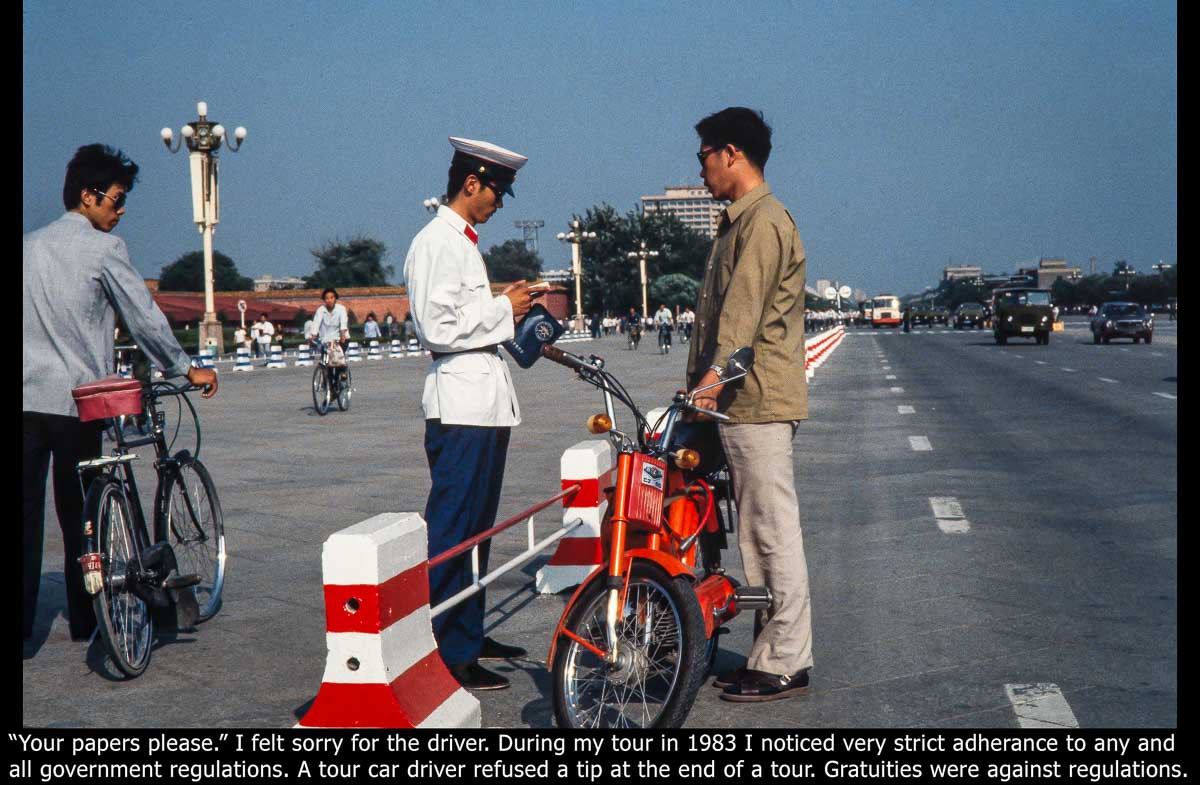 “Your papers please.” I felt sorry for the driver. During my tour in 1983 I noticed very strict adherance to any and
all government regulations. A tour car driver refused a tip at the end of a tour. Gratuities were against regulations.